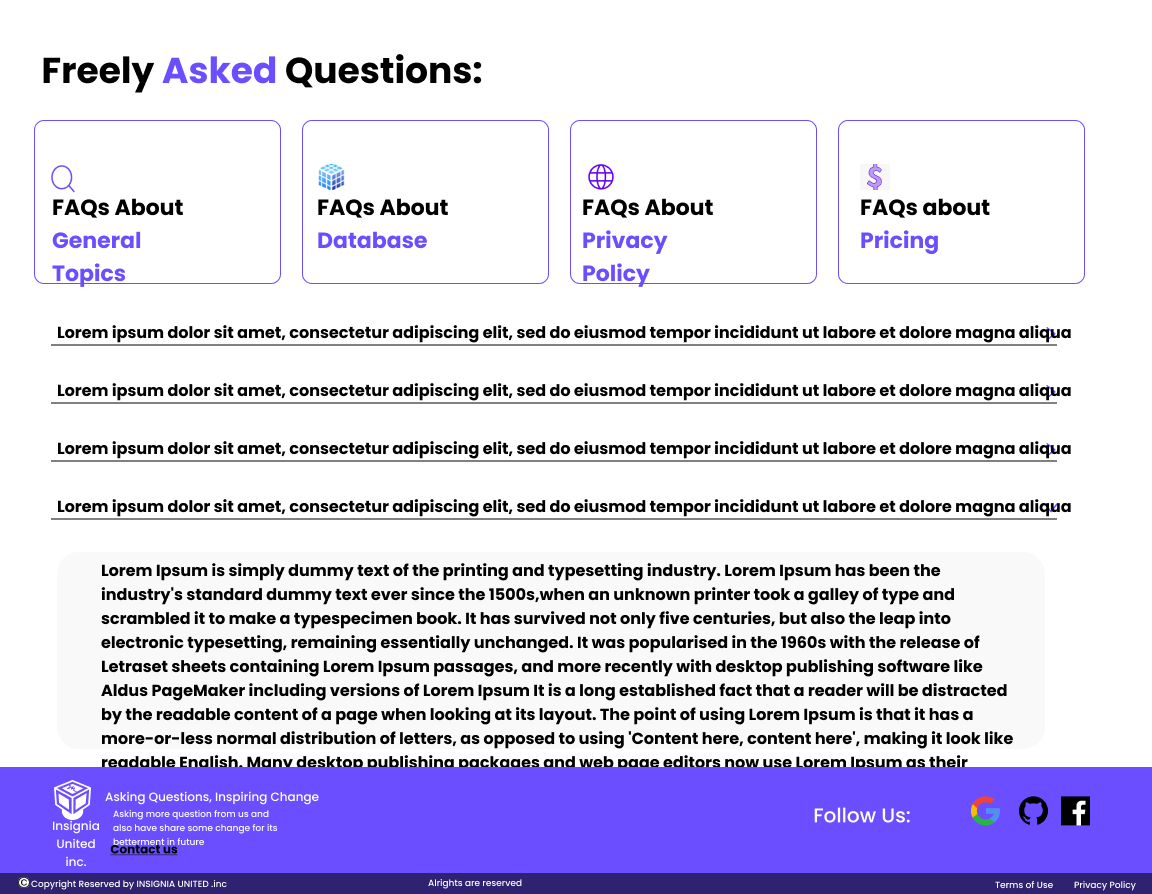 Freely Asked Questions:
FAQs About
General
Topics
FAQs About
Database
FAQs About
Privacy
Policy
FAQs about
Pricing
Lorem ipsum dolor sit amet, consectetur adipiscing elit, sed do eiusmod tempor incididunt ut labore et dolore magna aliqua
Lorem ipsum dolor sit amet, consectetur adipiscing elit, sed do eiusmod tempor incididunt ut labore et dolore magna aliqua
Lorem ipsum dolor sit amet, consectetur adipiscing elit, sed do eiusmod tempor incididunt ut labore et dolore magna aliqua
Lorem ipsum dolor sit amet, consectetur adipiscing elit, sed do eiusmod tempor incididunt ut labore et dolore magna aliqua
Lorem Ipsum is simply dummy text of the printing and typesetting industry. Lorem Ipsum has been the
industry's standard dummy text ever since the 1500s,when an unknown printer took a galley of type and
scrambled it to make a typespecimen book. It has survived not only five centuries, but also the leap into
electronic typesetting, remaining essentially unchanged. It was popularised in the 1960s with the release of
Letraset sheets containing Lorem Ipsum passages, and more recently with desktop publishing software like
Aldus PageMaker including versions of Lorem Ipsum It is a long established fact that a reader will be distracted
by the readable content of a page when looking at its layout. The point of using Lorem Ipsum is that it has a
more-or-less normal distribution of letters, as opposed to using 'Content here, content here', making it look like
readable English. Many desktop publishing packages and web page editors now use Lorem Ipsum as their
Insignia
United
inc.
Asking Questions, Inspiring Change
Asking more question from us and
also have share some change for its
betterment in future
Contact us
Follow Us:
© Copyright Reserved by INSIGNIA UNITED .inc
Alrights are reserved
Terms of Use
Privacy Policy